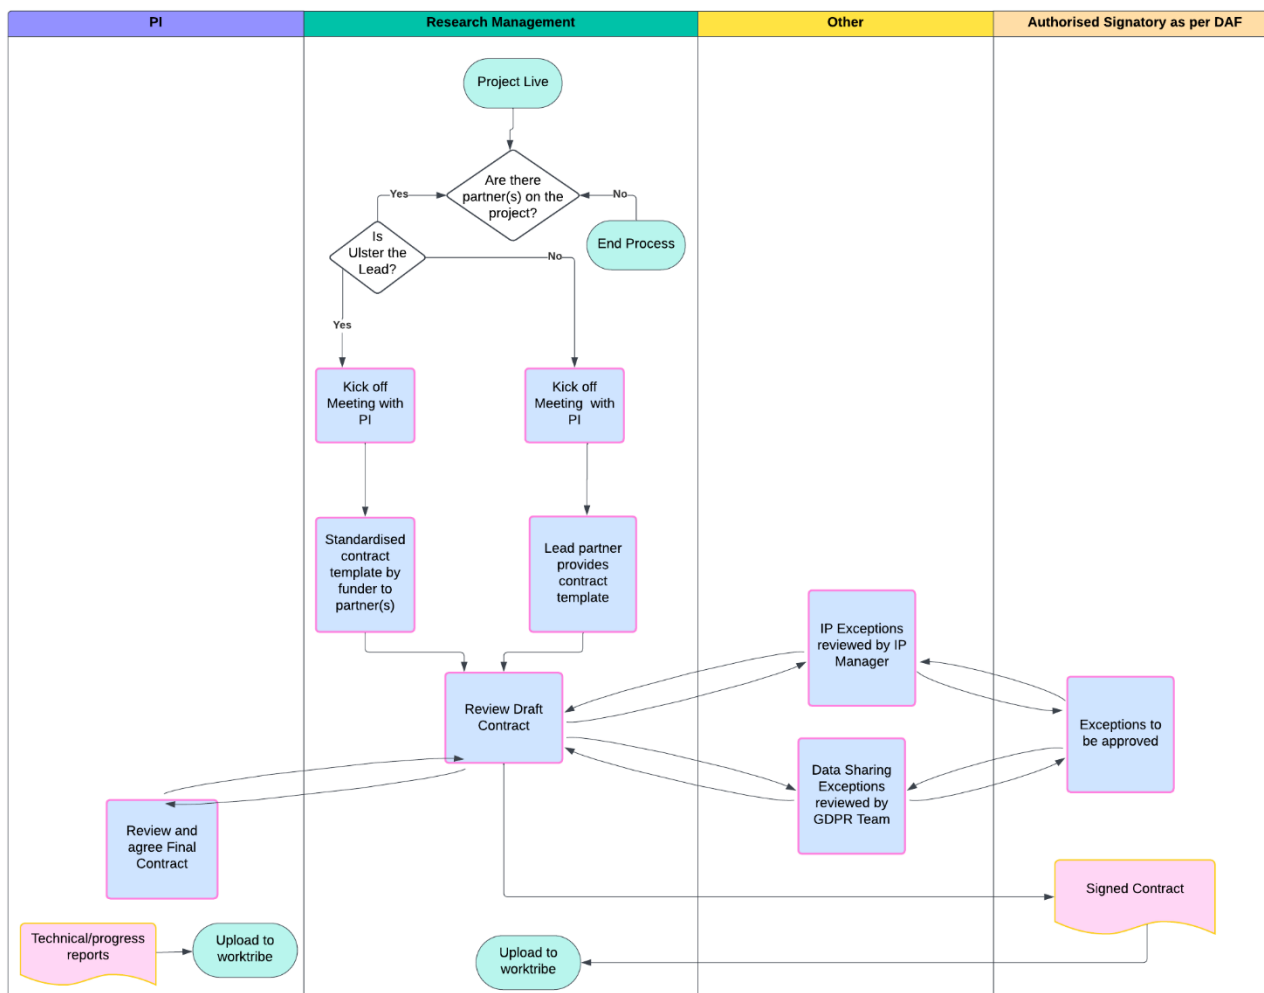 PI
Research Management
Other
Authorised Signatory as per DAF
Project Live
Are there
partner(s) on the
project?
Yes
No
Is
Ulster the
Lead?
End Process
No
Yes
Kick off
Meeting with
PI
Kick off
Meeting with
PI
Standardised
contract
template by
funder to
partner(s)
Lead partner
provides
contract
template
IP Exceptions
reviewed by IP
Manager
Review Draft
Contract
Exceptions to
be approved
Data Sharing
Exceptions
reviewed by
GDPR Team
Review and
agree Final
Contract
Signed Contract
Technical/progress
reports
Upload to
worktribe
Upload to
worktribe